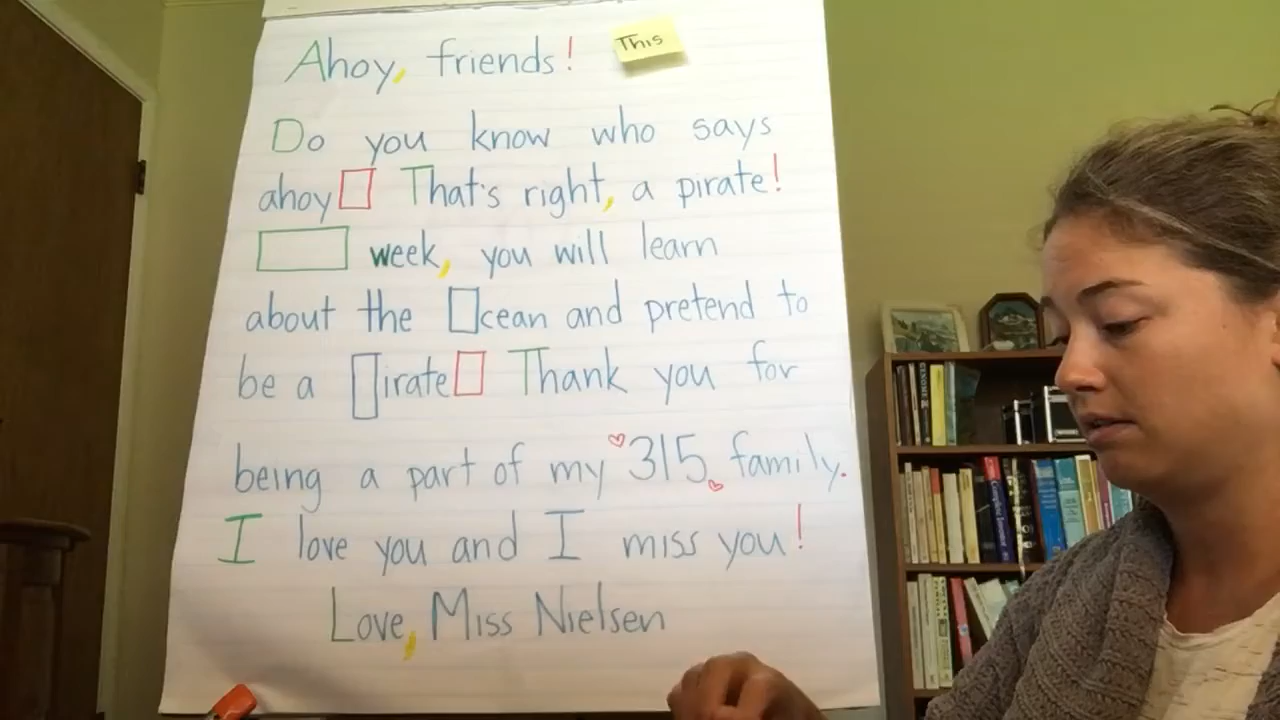 Ahoy, friends!
This
Do you know who says
ahoy That's right, a pirate!
week, you will learn
about the cean and pretend to
be a irate Thank you for
being a part of my 315 family.
I love you and I miss you!
Love, Miss Nielsen